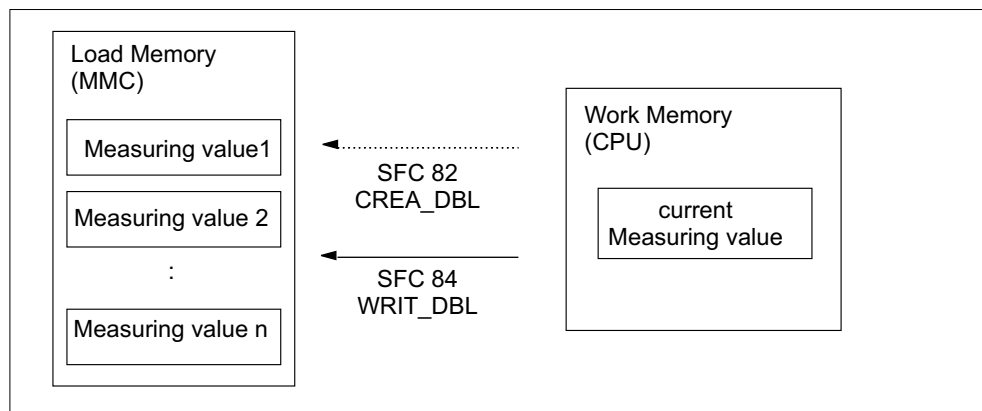 Load Memory
(MMC)
Measuring value1
Measuring value 2
:
Measuring value n
SFC 82
CREA_DBL
SFC 84
WRIT_DBL
Work Memory
(CPU)
current
Measuring value